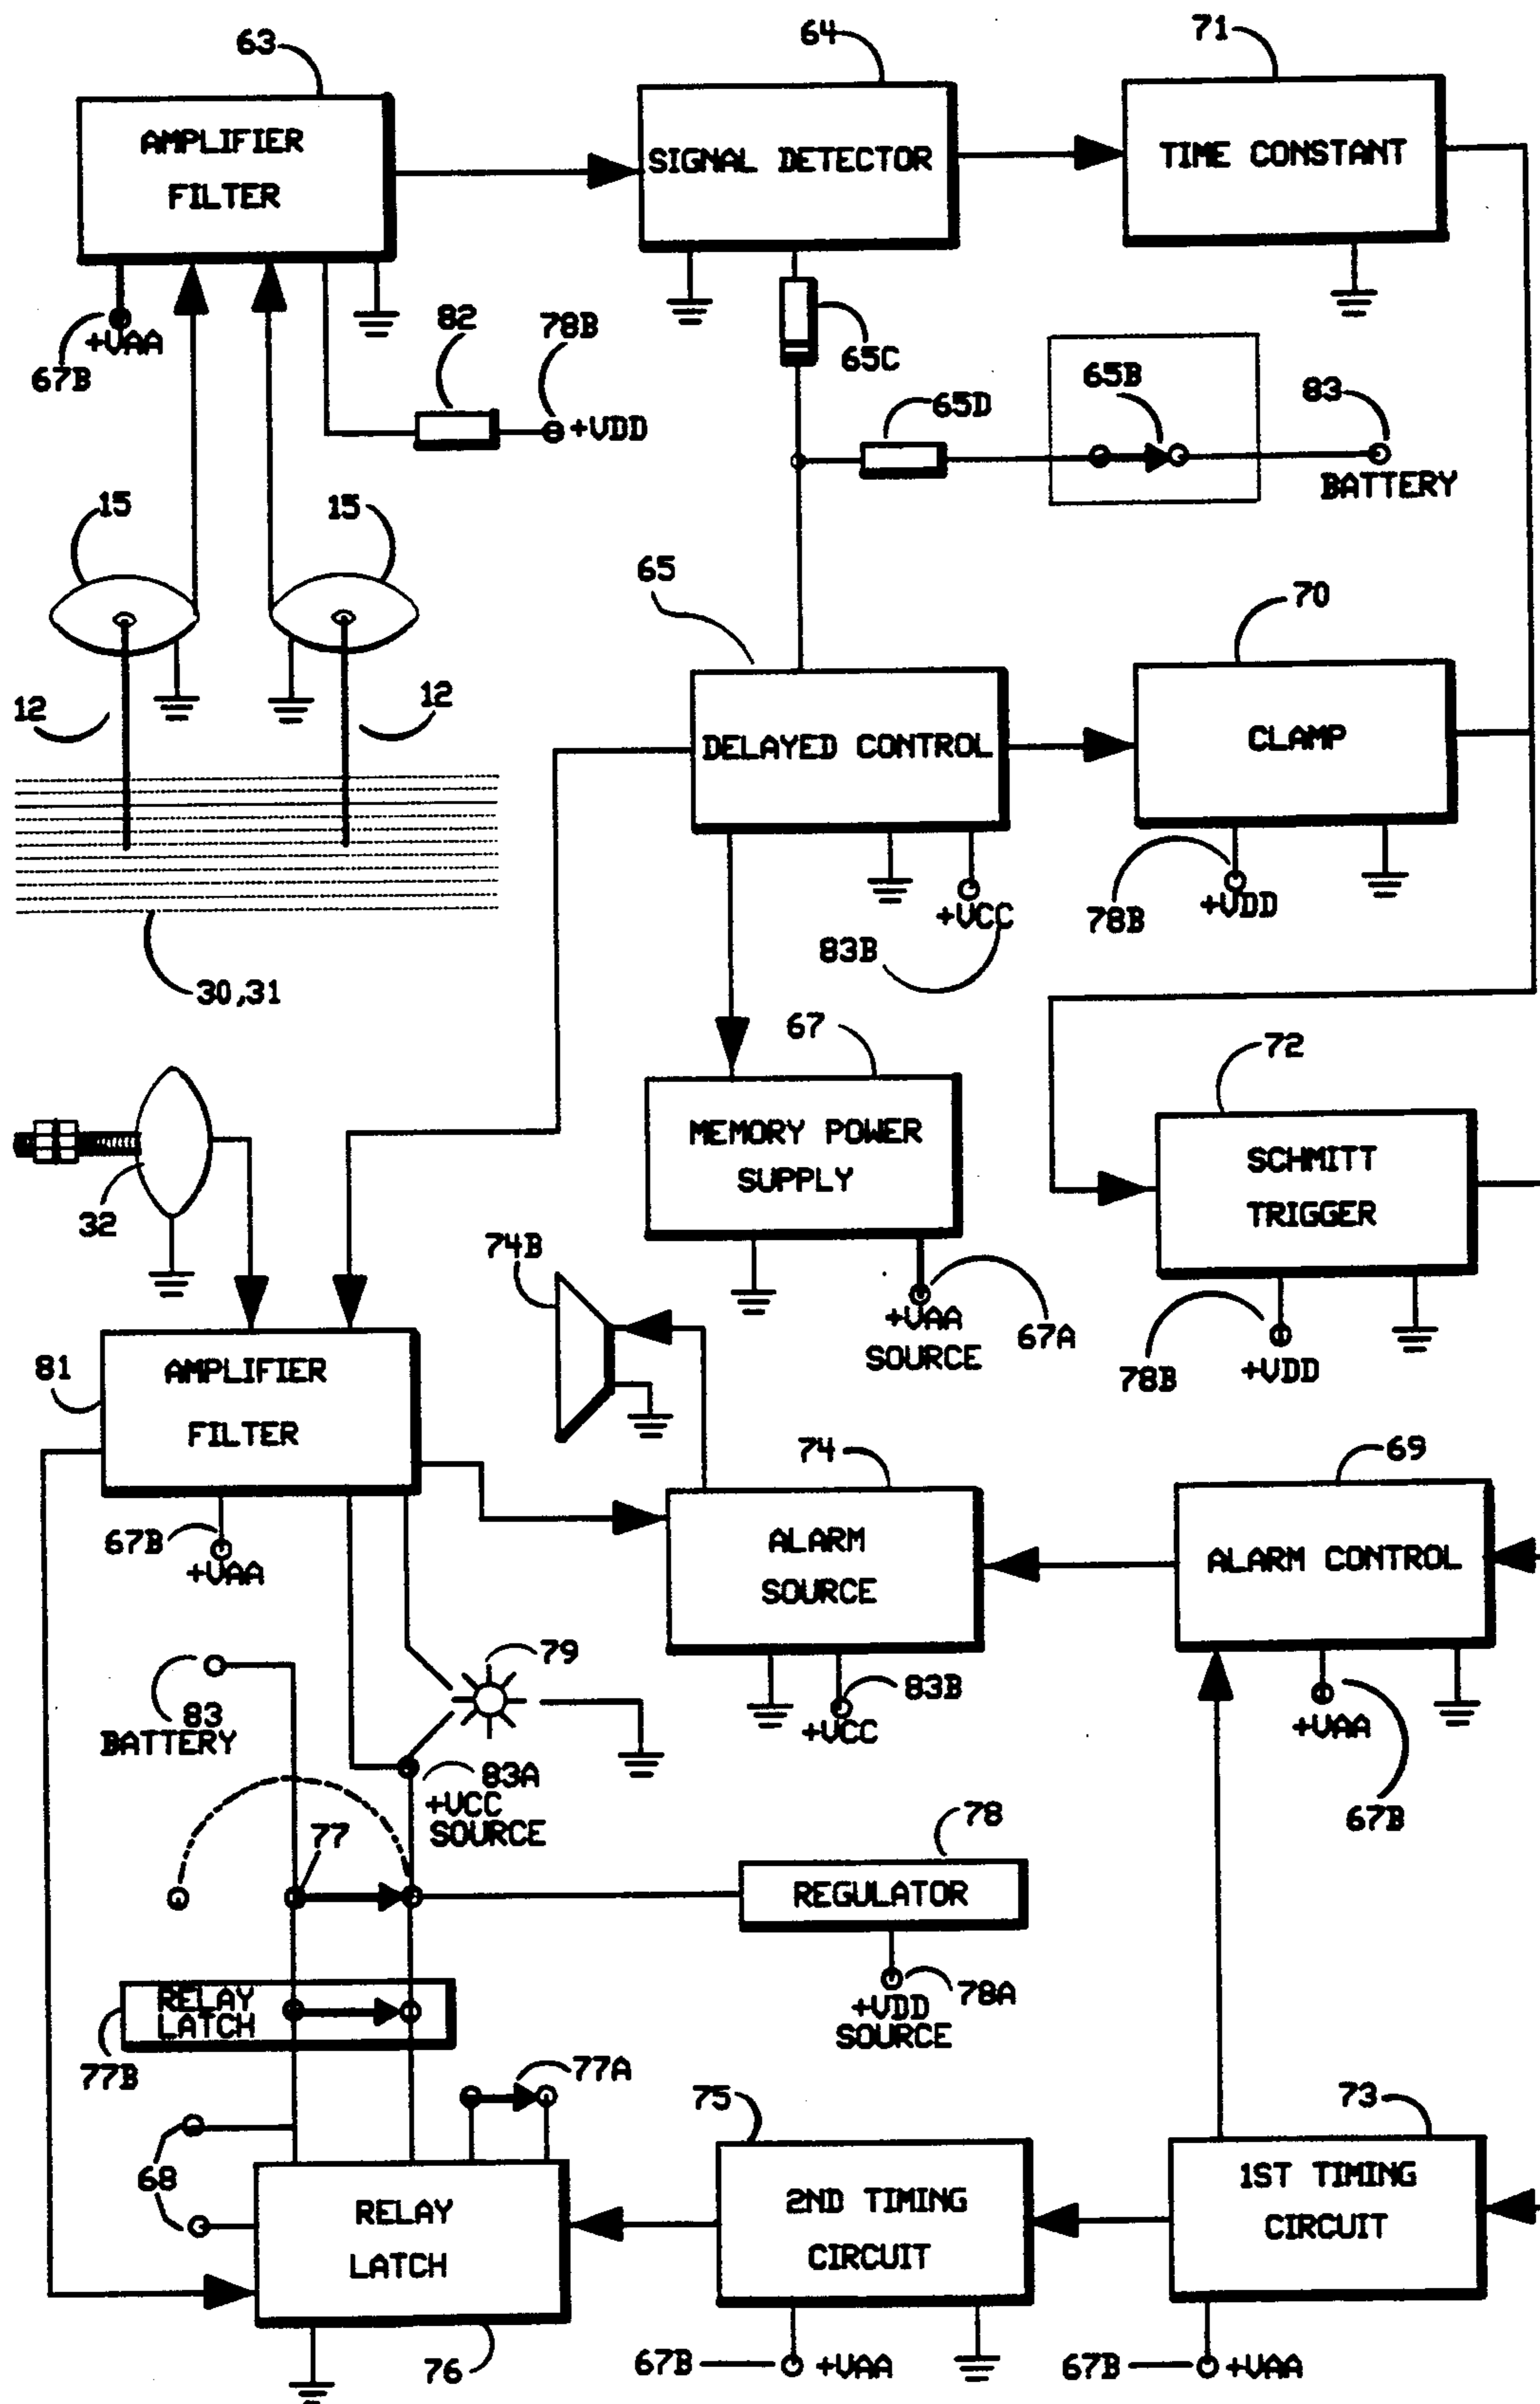 63
64
71
AMPLIFIER
FILTER
SIGNAL DETECTOR
TIME CONSTANT
+VAA
67B
82
78B
+VDD
65C
65D
65B
83
BATTERY
15
15
12
12
30,31
65
70
DELAYED CONTROL
CLAMP
+VCC
83B
78B
+VDD
67
72
MEMORY POWER
SUPPLY
SCHMITT
TRIGGER
32
74B
+VAA
SOURCE
67A
78B
+VDD
81
AMPLIFIER
FILTER
74
69
67B
+VAA
ALARM
SOURCE
ALARM CONTROL
79
83
BATTERY
83B
+VCC
+VAA
67B
83A
+VCC
SOURCE
77
78
REGULATOR
RELAY
LATCH
77B
78A
+VDD
SOURCE
77A
75
73
68
RELAY
LATCH
2ND TIMING
CIRCUIT
1ST TIMING
CIRCUIT
76
67B
+VAA
67B
+VAA